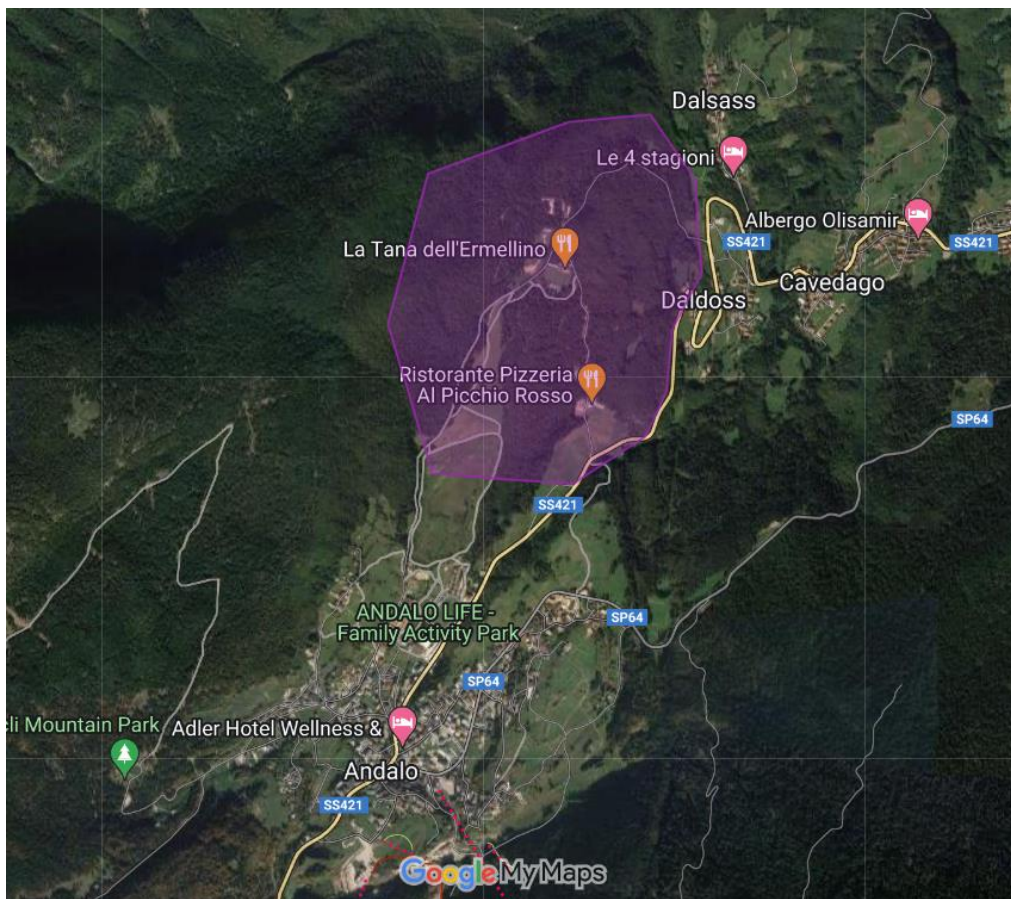 Dalsass
Le 4 stagioni
Albergo Olisamir
La Tana dell'Ermellino
SS421
SS421
Cavedago
Daldoss
Ristorante Pizzeria
Al Picchio Rosso
SP64
SS421
ANDALO LIFE -
Family Activity Park
SP64
SP64
cli Mountain Park
Adler Hotel Wellness &
Andalo
SS421
Google My Maps